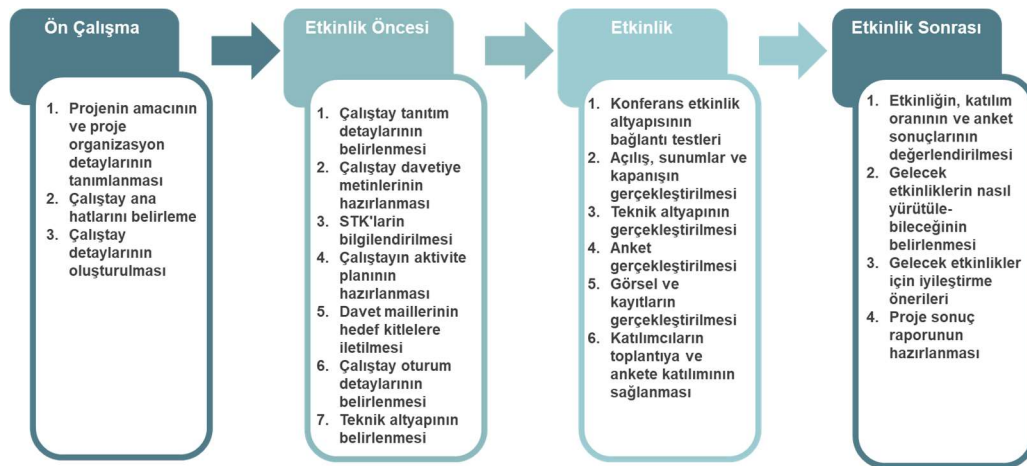 Ön Çalışma
1. Projenin amacının
ve proje
organizasyon
detaylarının
tanımlanması
2. Çalıştay ana
hatlarını belirleme
3. Çalıştay
detaylarının
oluşturulması
Etkinlik Öncesi
1. Çalıştay tanıtım
detaylarının
belirlenmesi
2. Çalıştay davetiye
metinlerinin
hazırlanması
3. STK'larin
bilgilendirilmesi
4. Çalıştayın aktivite
planının
hazırlanması
5. Davet maillerinin
hedef kitlelere
iletilmesi
6. Çalıştay oturum
detaylarının
belirlenmesi
7. Teknik altyapının
belirlenmesi
Etkinlik
1. Konferans etkinlik
altyapısının
bağlantı testleri
2. Açılış, sunumlar ve
kapanışın
gerçekleştirilmesi
3. Teknik altyapının
gerçekleştirilmesi
4. Anket
gerçekleştirilmesi
5. Görsel ve
kayıtların
gerçekleştirilmesi
6. Katılımcıların
toplantıya ve
ankete katılımının
sağlanması
Etkinlik Sonrası
1. Etkinliğin, katılım
oranının ve anket
sonuçlarının
değerlendirilmesi
2. Gelecek
etkinliklerin nasıl
yürütüle-
bileceğinin
belirlenmesi
3. Gelecek etkinlikler
için iyileştirme
önerileri
4. Proje sonuç
raporunun
hazırlanması